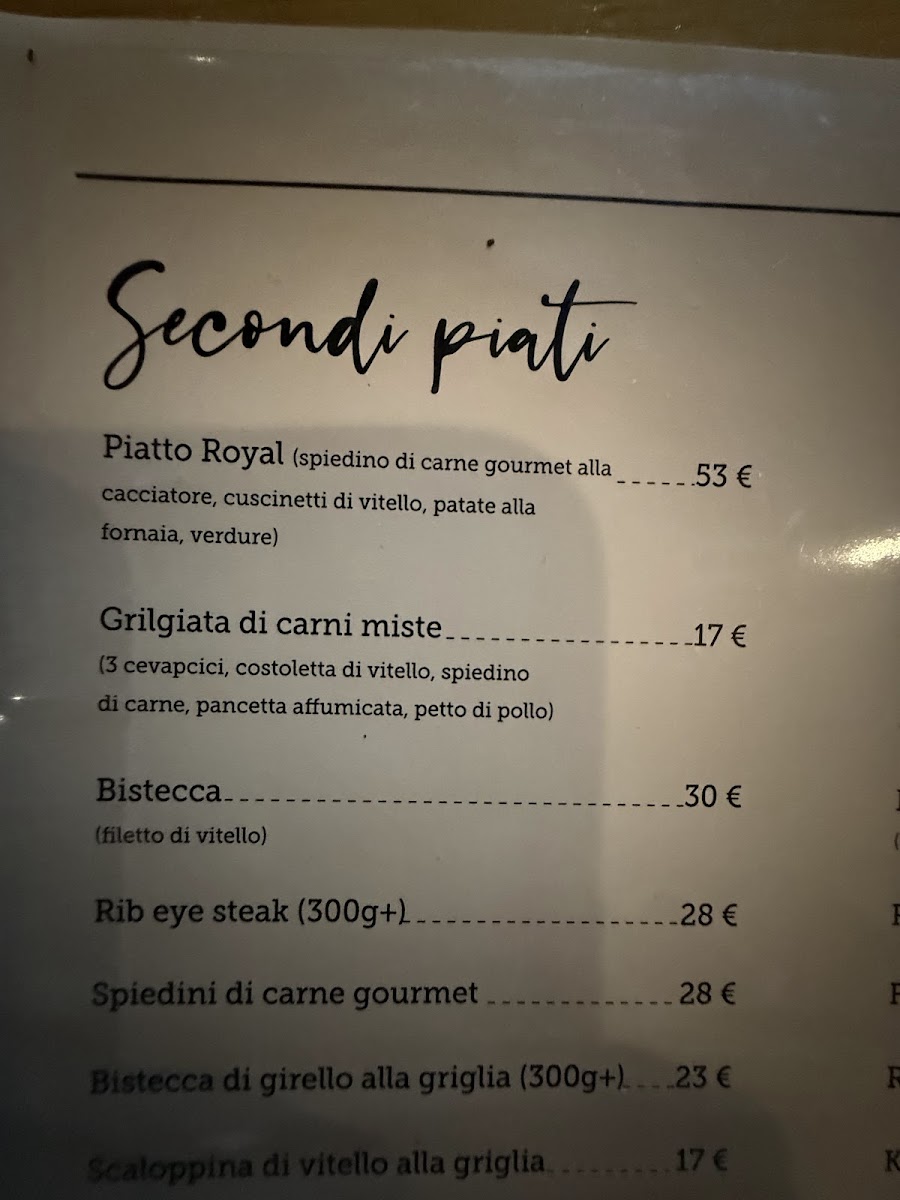 Secondi piati
Piatto Royal (spiedino di carne gourmet alla ......53 €
cacciatore, cuscinetti di vitello, patate alla
fornaia, verdure)
Grilgiata di carni miste.................17 €
(3 cevapcici, costoletta di vitello, spiedino
di carne, pancetta affumicata, petto di pollo)
Bistecca...............................30 €
(filetto di vitello)
Rib eye steak (300g+)..................28 €
Spiedini di carne gourmet .............28 €
Bistecca di girello alla griglia (300g+)....23 €
Scaloppina di vitello alla griglia.........17 €